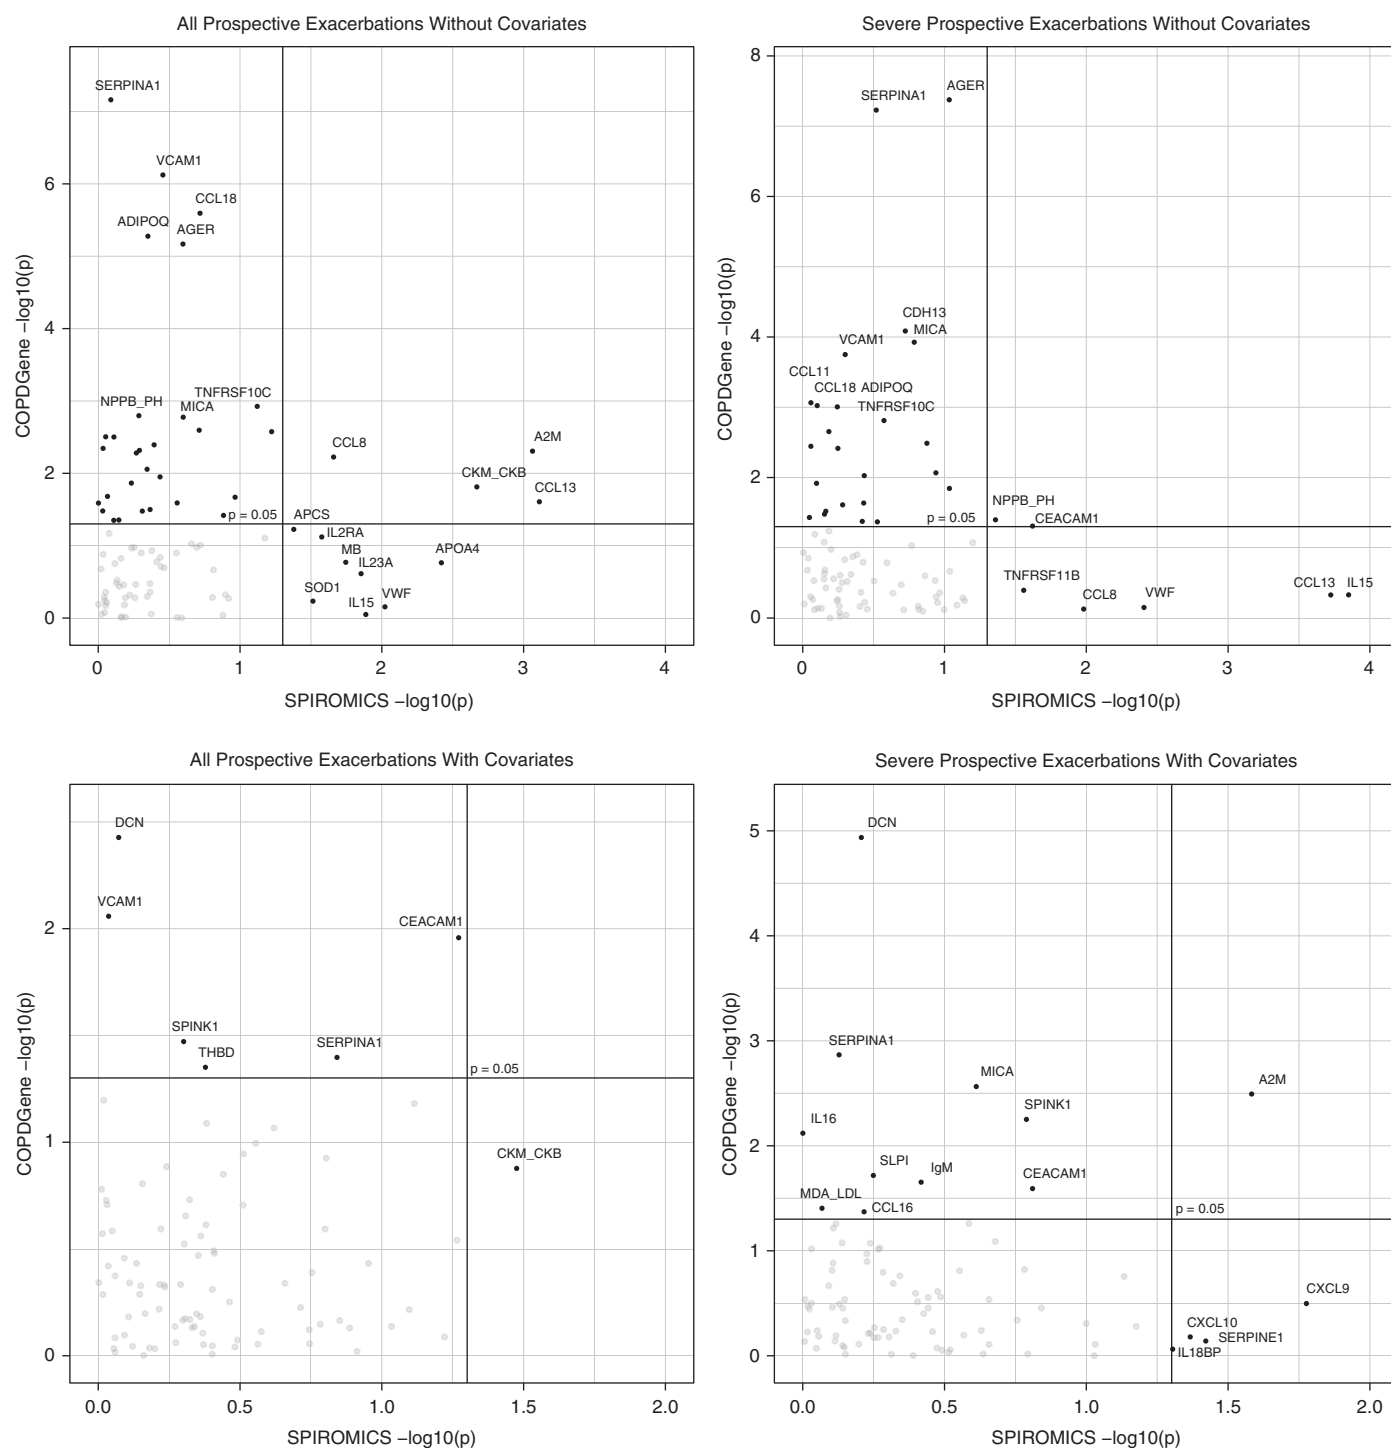 All Prospective Exacerbations Without Covariates
SERPINA1
VCAM1
CCL18
ADIPOQ
AGER
TNFRSF10C
NPPB_PH
MICA
CCL8
A2M
CKM_CKB
CCL13
p = 0.05
APCS
IL2RA
MB
IL23A
APOA4
SOD1
IL15
VWF
6
4
2
0
COPDGene –log10(p)
0 1 2 3 4
SPIROMICS –log10(p)
Severe Prospective Exacerbations Without Covariates
AGER
SERPINA1
CDH13
MICA
VCAM1
CCL11
CCL18 ADIPOQ
TNFRSF10C
NPPB_PH
p = 0.05
CEACAM1
TNFRSF11B
CCL8
VWF
CCL13 IL15
8
6
4
2
0
COPDGene –log10(p)
0 1 2 3 4
SPIROMICS –log10(p)
All Prospective Exacerbations With Covariates
DCN
VCAM1
CEACAM1
SPINK1
THBD
SERPINA1
p = 0.05
CKM_CKB
2
1
0
COPDGene –log10(p)
0.0 0.5 1.0 1.5 2.0
SPIROMICS –log10(p)
Severe Prospective Exacerbations With Covariates
DCN
SERPINA1
MICA
A2M
SPINK1
IL16
SLPI
IgM
CEACAM1
MDA_LDL
CCL16
p = 0.05
CXCL9
CXCL10
SERPINE1
IL18BP
5
4
3
2
1
0
COPDGene –log10(p)
0.0 0.5 1.0 1.5 2.0
SPIROMICS –log10(p)